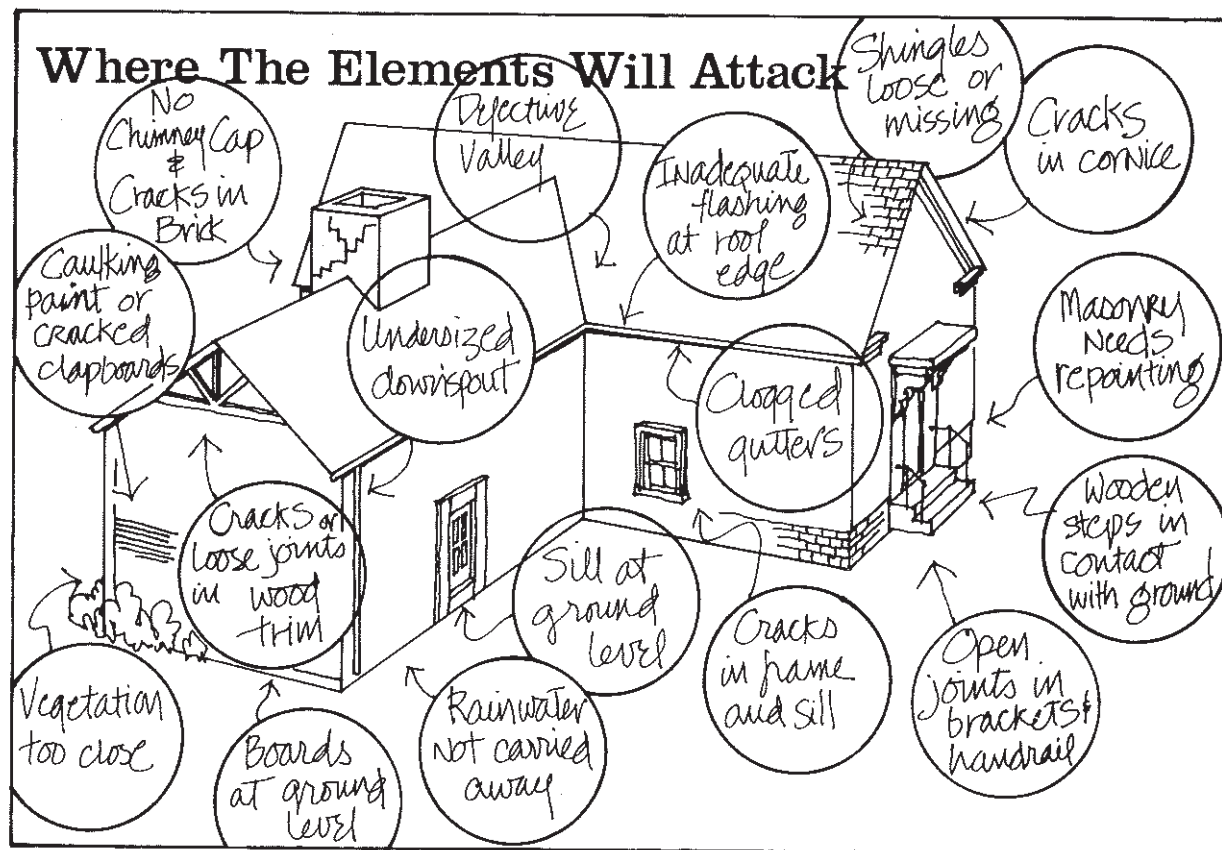 Where The Elements Will Attack
No
Chimney Cap
&
Cracks in
Brick
Defective
Valley
Inadequate
flashing
at roof
edge
Shingles
loose or
missing
Cracks
in cornice
Caulking
paint or
cracked
clapboards
Undersized
downspout
Clogged
gutters
Masonry
Needs
repainting
Cracks or
loose joints
in wood
trim
Sill at
ground
level
Wooden
steps in
contact
with ground
Vegetation
too close
Boards
at ground
level
Rainwater
Not carried
away
Cracks
in frame
and sill
Open
joints in
brackets &
handrail